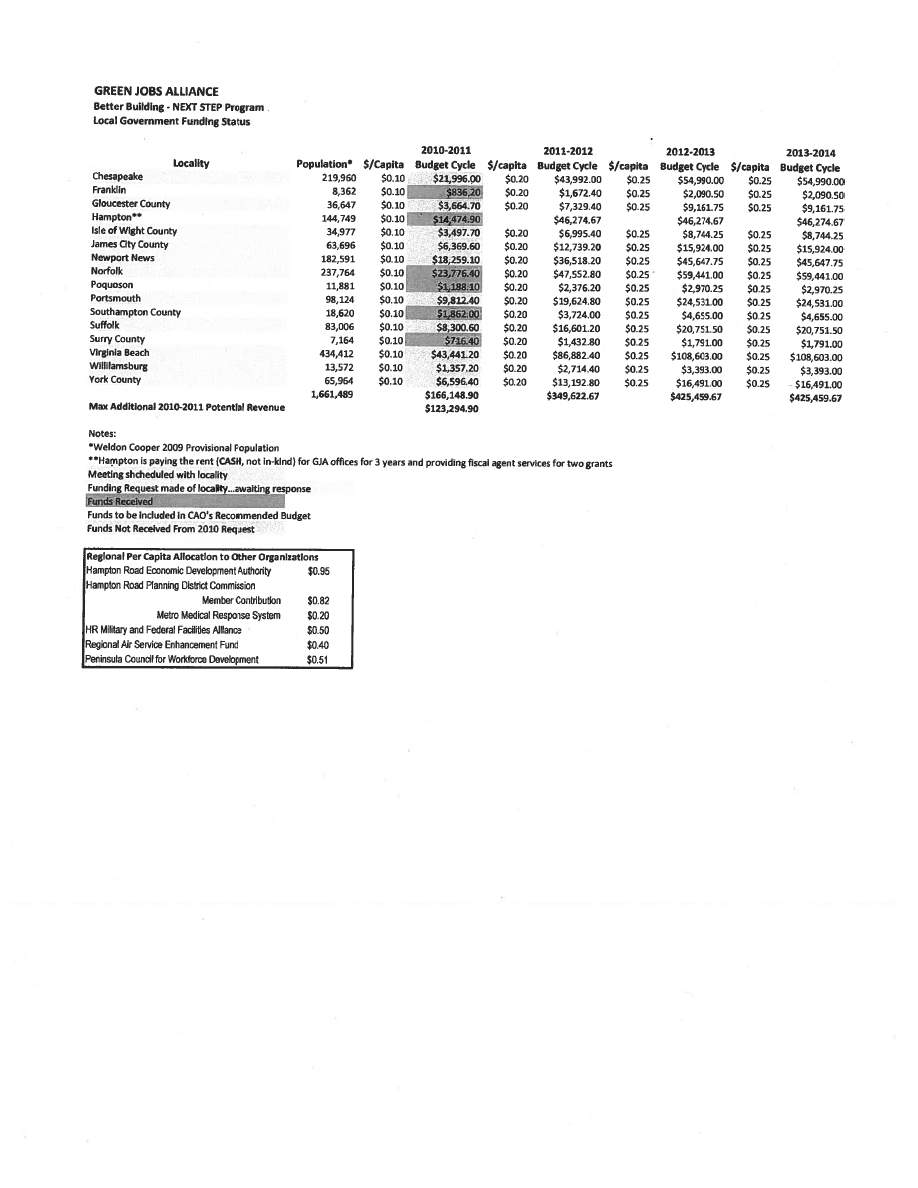 GREEN JOBS ALLIANCE
Better Building - NEXT STEP Program
Local Government Funding Status
2010-2011 2011-2012 2012-2013 2013-2014
Locality Population* $/Capita Budget Cycle $/capita Budget Cycle $/capita Budget Cycle $/capita Budget Cycle
Chesapeake 219,960 $0.10 $21,996.00 $0.20 $43,992.00 $0.25 $54,990.00 $0.25 $54,990.00
Franklin 8,362 $0.10 $836.20 $0.20 $1,672.40 $0.25 $2,090.50 $0.25 $2,090.50
Gloucester County 36,647 $0.10 $3,664.70 $0.20 $7,329.40 $0.25 $9,161.75 $0.25 $9,161.75
Hampton** 144,749 $0.10 $14,474.90 $46,274.67 $46,274.67 $46,274.67
Isle of Wight County 34,977 $0.10 $3,497.70 $0.20 $6,995.40 $0.25 $8,744.25 $0.25 $8,744.25
James City County 63,696 $0.10 $6,369.60 $0.20 $12,739.20 $0.25 $15,924.00 $0.25 $15,924.00
Newport News 182,591 $0.10 $18,259.10 $0.20 $36,518.20 $0.25 $45,647.75 $0.25 $45,647.75
Norfolk 237,764 $0.10 $23,776.40 $0.20 $47,552.80 $0.25 $59,441.00 $0.25 $59,441.00
Poquoson 11,881 $0.10 $1,188.10 $0.20 $2,376.20 $0.25 $2,970.25 $0.25 $2,970.25
Portsmouth 98,124 $0.10 $9,812.40 $0.20 $19,624.80 $0.25 $24,531.00 $0.25 $24,531.00
Southampton County 18,620 $0.10 $1,862.00 $0.20 $3,724.00 $0.25 $4,655.00 $0.25 $4,655.00
Suffolk 83,006 $0.10 $8,300.60 $0.20 $16,601.20 $0.25 $20,751.50 $0.25 $20,751.50
Surry County 7,164 $0.10 $716.40 $0.20 $1,432.80 $0.25 $1,791.00 $0.25 $1,791.00
Virginia Beach 434,412 $0.10 $43,441.20 $0.20 $86,882.40 $0.25 $108,603.00 $0.25 $108,603.00
Williamsburg 13,572 $0.10 $1,357.20 $0.20 $2,714.40 $0.25 $3,393.00 $0.25 $3,393.00
York County 65,964 $0.10 $6,596.40 $0.20 $13,192.80 $0.25 $16,491.00 $0.25 $16,491.00
1,661,489 $166,148.90 $349,622.67 $425,459.67 $425,459.67
Max Additional 2010-2011 Potential Revenue $123,294.90
Notes:
*Weldon Cooper 2009 Provisional Population
**Hampton is paying the rent (CASH, not in-kind) for GJA offices for 3 years and providing fiscal agent services for two grants
Meeting shcheduled with locality
Funding Request made of locality...awaiting response
Funds Received
Funds to be Included in CAO's Recommended Budget
Funds Not Received From 2010 Request
Regional Per Capita Allocation to Other Organizations
Hampton Road Economic Development Authority $0.95
Hampton Road Planning District Commission
Member Contribution $0.82
Metro Medical Response System $0.20
HR Military and Federal Facilities Alliance $0.50
Regional Air Service Enhancement Fund $0.40
Peninsula Council for Workforce Development $0.51